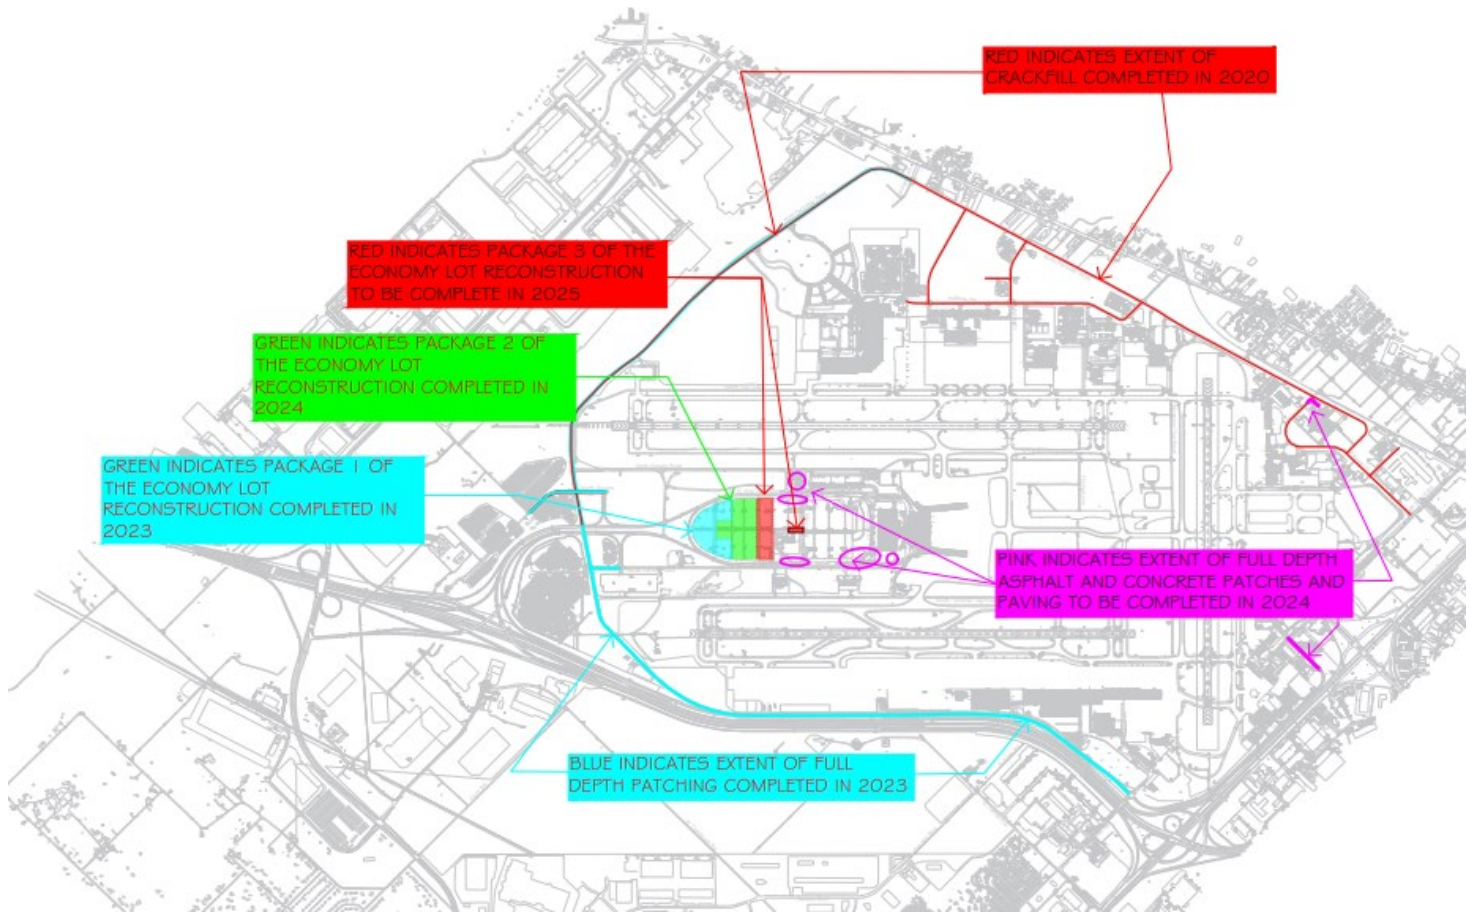 RED INDICATES EXTENT OF
CRACKFILL COMPLETED IN 2020
RED INDICATES PACKAGE 3 OF THE
ECONOMY LOT RECONSTRUCTION
TO BE COMPLETE IN 2025
GREEN INDICATES PACKAGE 2 OF
THE ECONOMY LOT
RECONSTRUCTION COMPLETED IN
2024
GREEN INDICATES PACKAGE 1 OF
THE ECONOMY LOT
RECONSTRUCTION COMPLETED IN
2023
PINK INDICATES EXTENT OF FULL DEPTH
ASPHALT AND CONCRETE PATCHES AND
PAVING TO BE COMPLETED IN 2024
BLUE INDICATES EXTENT OF FULL
DEPTH PATCHING COMPLETED IN 2023